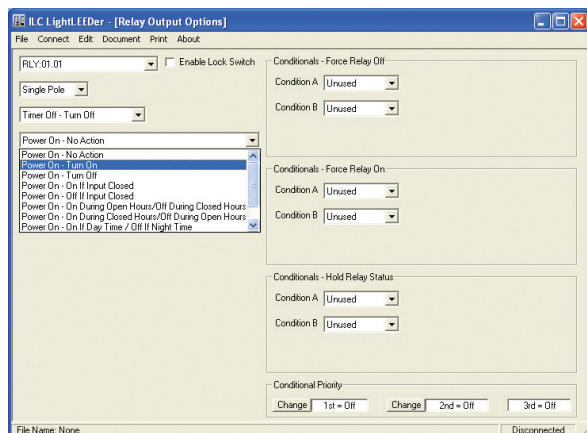 ILC LightLEEDer - [Relay Output Options]
File Connect Edit Document Print About
RLY:01.01
Enable Lock Switch
Single Pole
Timer Off - Turn Off
Power On - No Action
Power On - No Action
Power On - Turn On
Power On - Turn Off
Power On - On If Input Closed
Power On - Off If Input Closed
Power On - On During Open Hours/Off During Closed Hours
Power On - On During Closed Hours/Off During Open Hours
Power On - On If Day Time / Off If Night Time
Conditionals - Force Relay Off
Condition A Unused
Condition B Unused
Conditionals - Force Relay On
Condition A Unused
Condition B Unused
Conditionals - Hold Relay Status
Condition A Unused
Condition B Unused
Conditional Priority
Change 1st = Off Change 2nd = Off 3rd = Off
File Name: None Disconnected